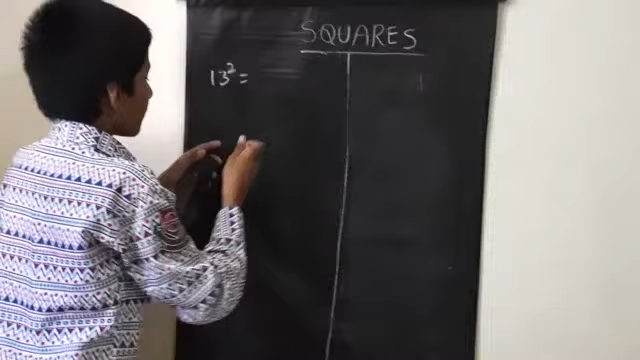 SQUARES
13² =